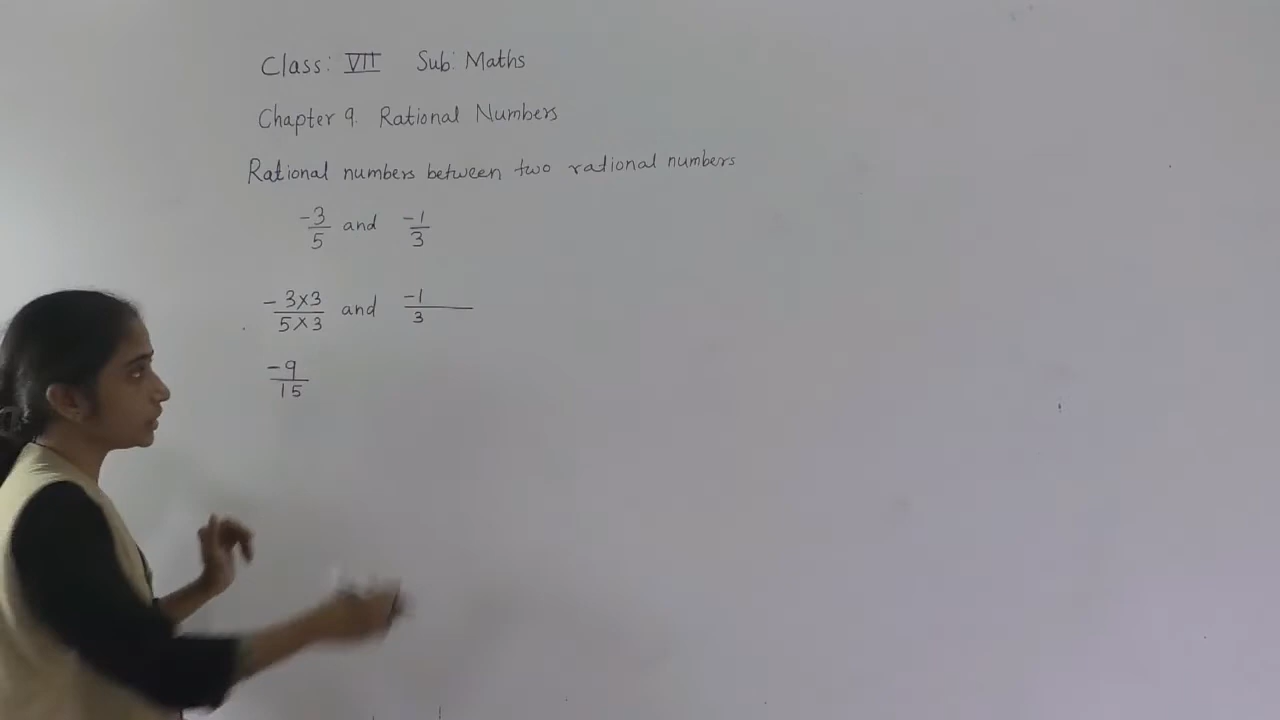 Class: VII Sub: Maths
Chapter 9. Rational Numbers
Rational numbers between two rational numbers
-3/5 and -1/3
-3×3/5×3 and -1/3
-9/15